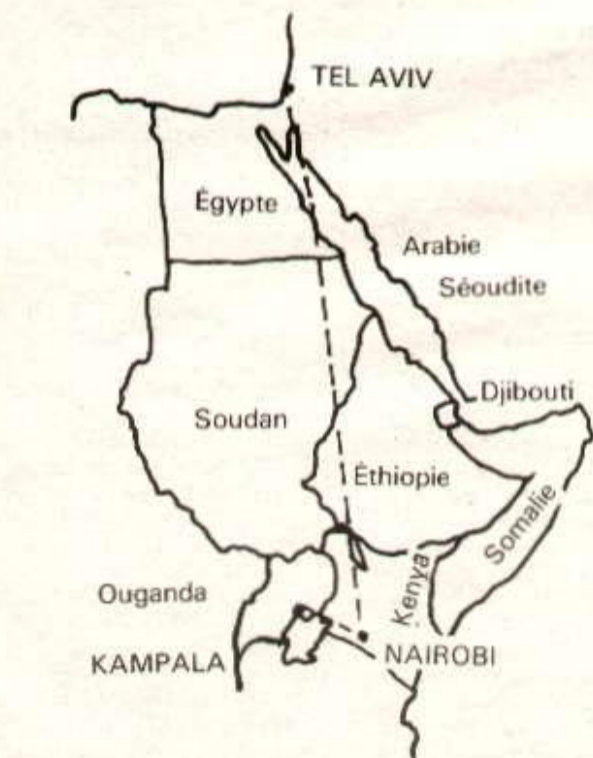 TEL AVIV
Égypte
Arabie
Séoudite
Djibouti
Soudan
Éthiopie
Somalie
Kenya
Ouganda
KAMPALA
NAIROBI